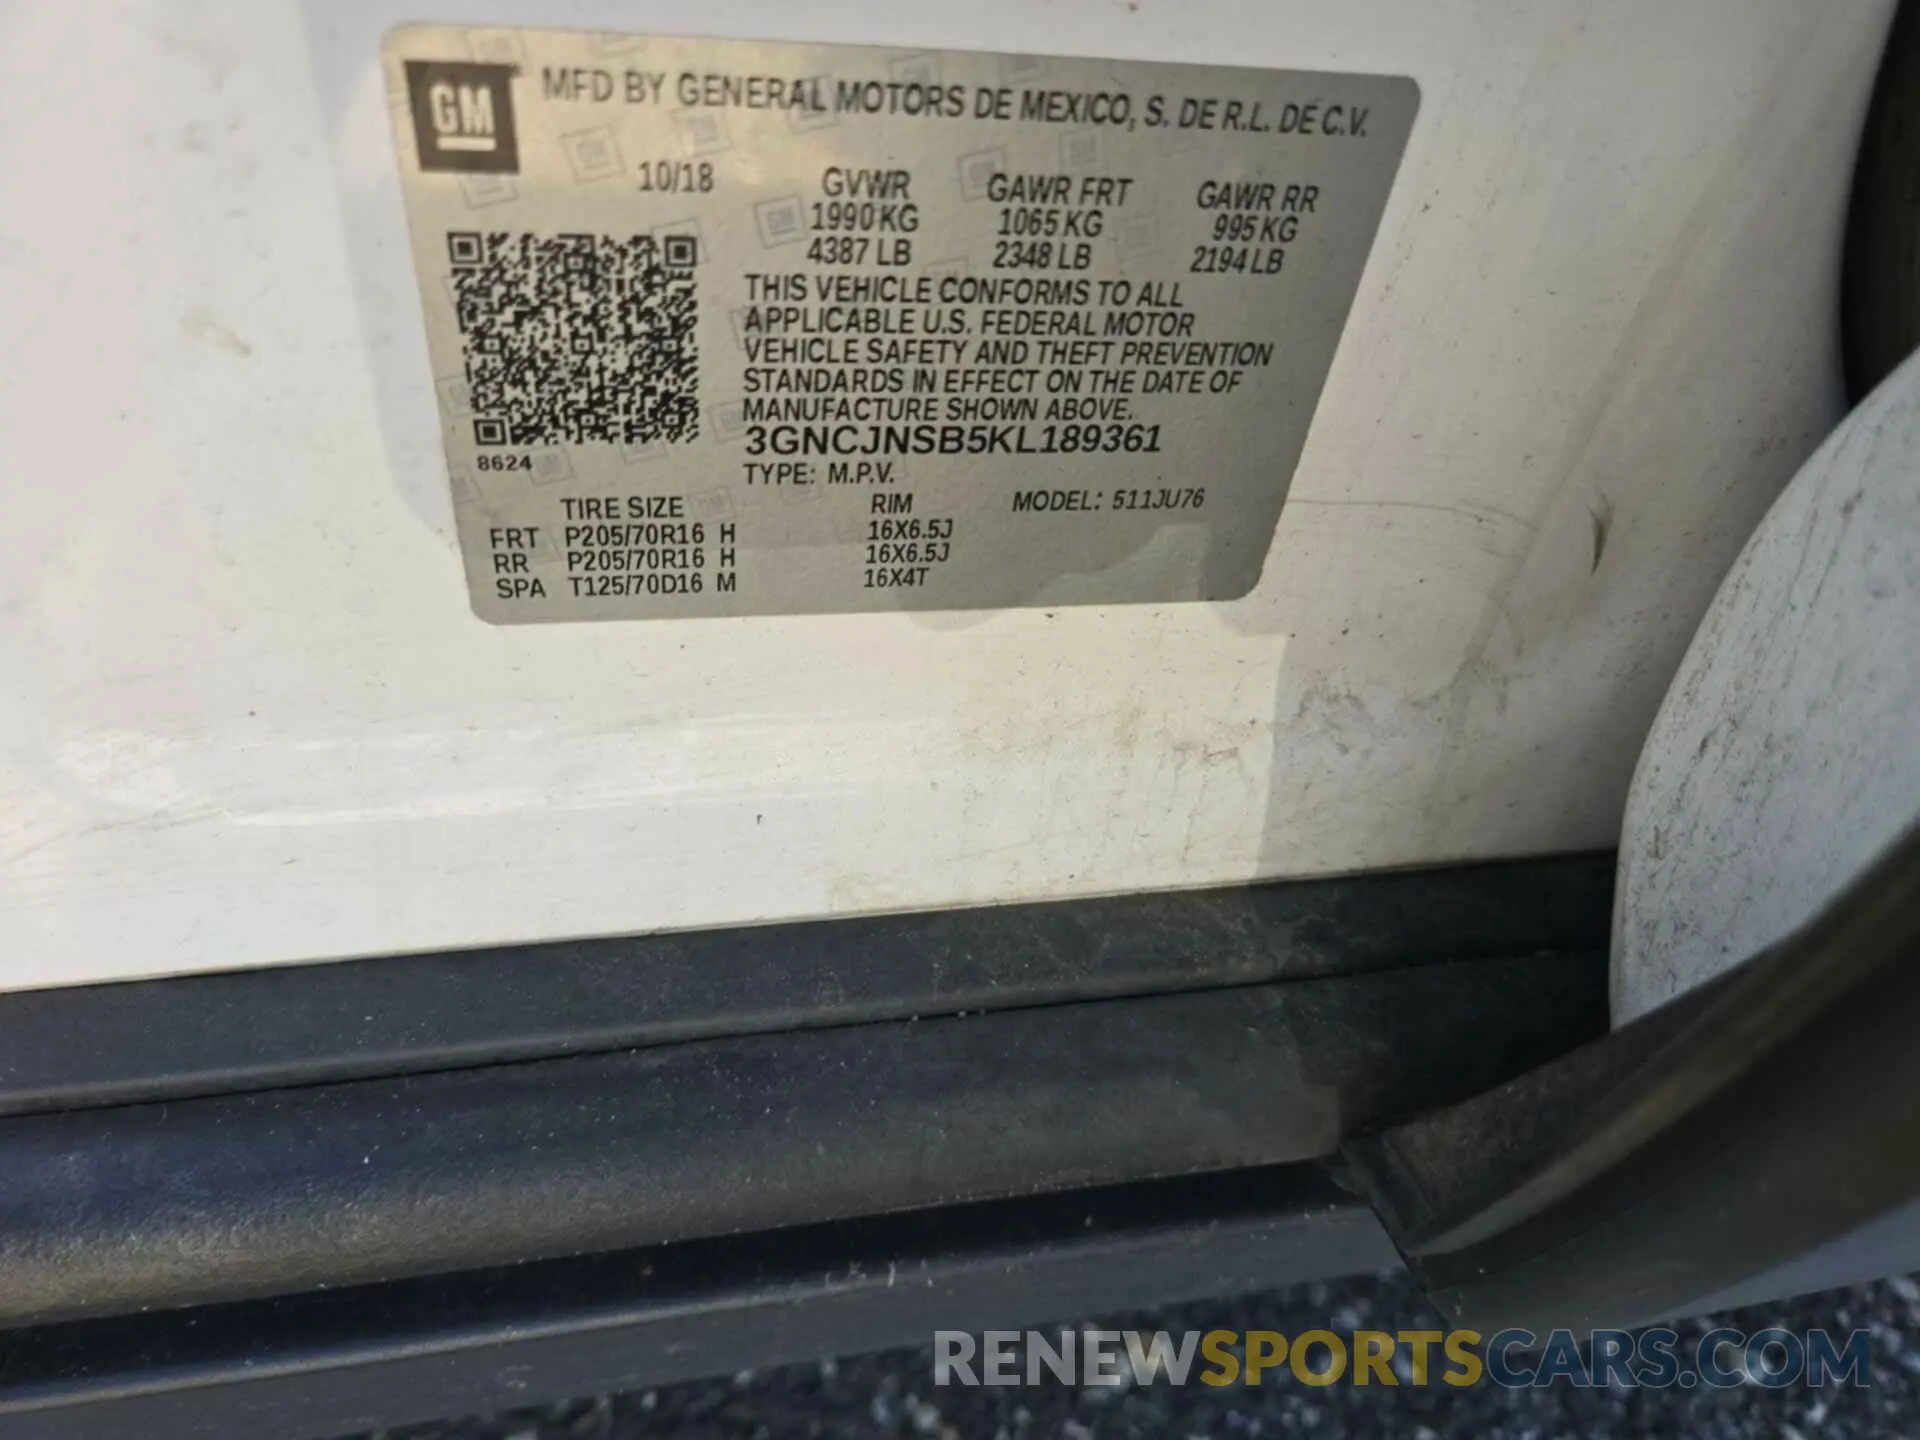 GM MFD BY GENERAL MOTORS DE MEXICO, S. DE R.L. DE C.V.
10/18 GVWR GAWR FRT GAWR RR
1990 KG 1065 KG 995 KG
4387 LB 2348 LB 2194 LB
THIS VEHICLE CONFORMS TO ALL
APPLICABLE U.S. FEDERAL MOTOR
VEHICLE SAFETY AND THEFT PREVENTION
STANDARDS IN EFFECT ON THE DATE OF
MANUFACTURE SHOWN ABOVE.
3GNCJNSB5KL189361
8624
TYPE: M.P.V.
TIRE SIZE RIM MODEL: 511JU76
FRT P205/70R16 H 16X6.5J
RR P205/70R16 H 16X6.5J
SPA T125/70D16 M 16X4T
RENEWSPORTSCARS.COM